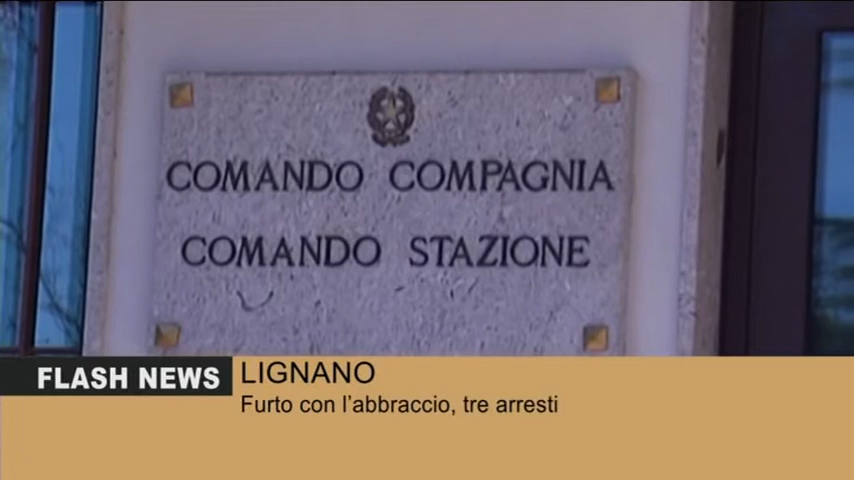 COMANDO COMPAGNIA
COMANDO STAZIONE
FLASH NEWS
LIGNANO
Furto con l'abbraccio, tre arresti